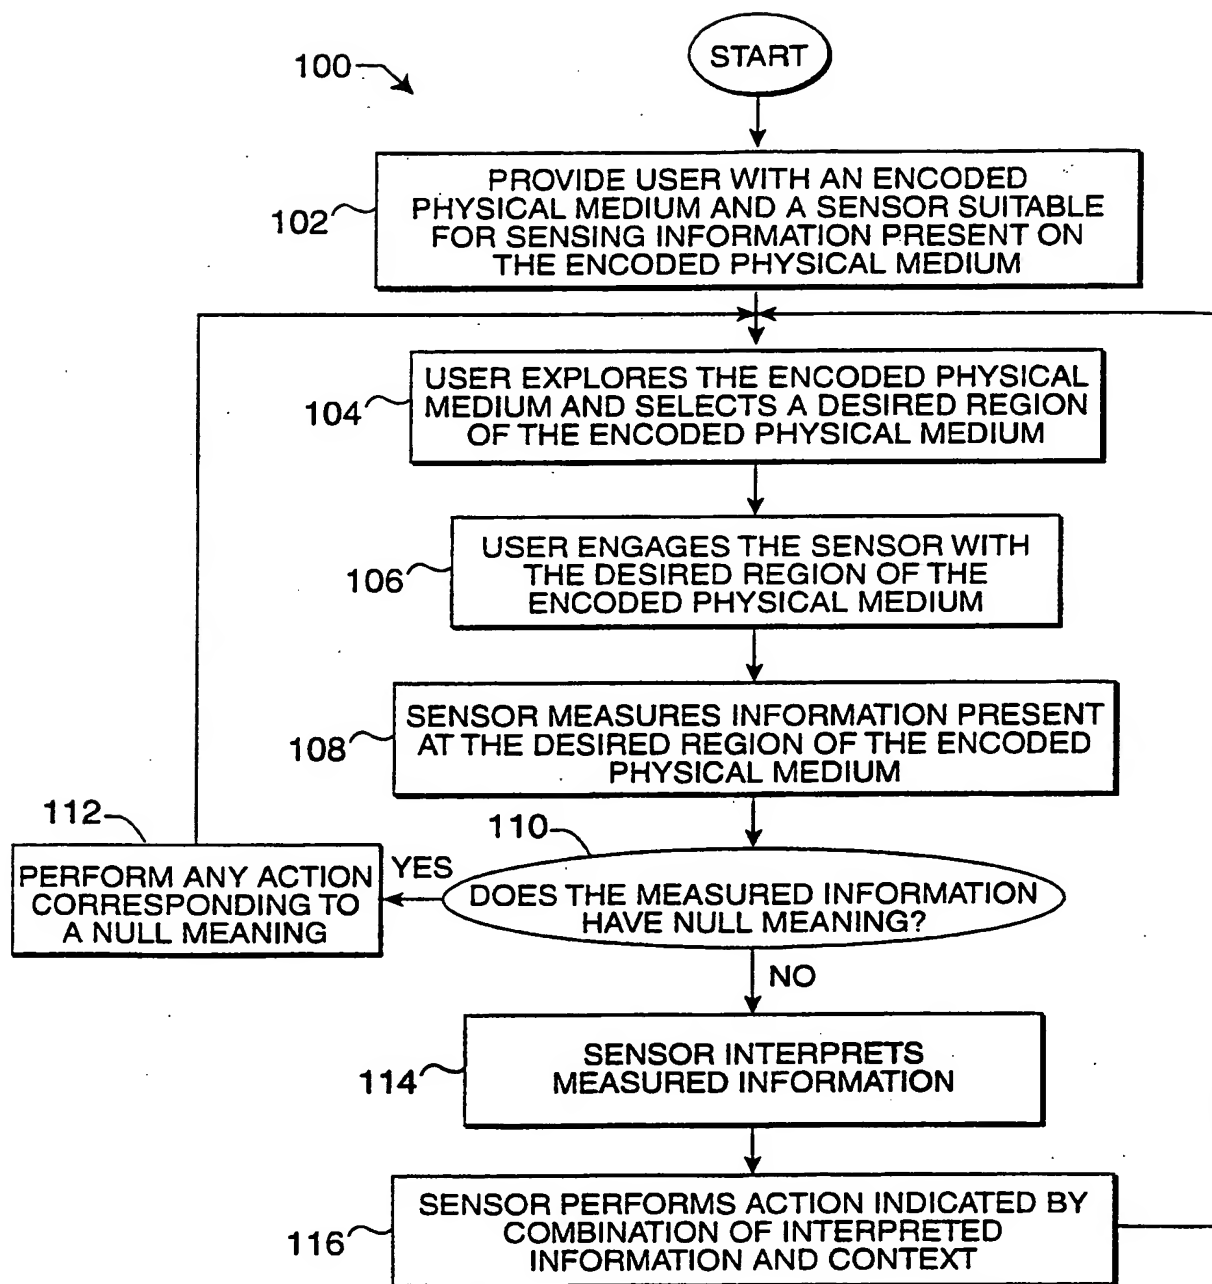 START
100
PROVIDE USER WITH AN ENCODED
PHYSICAL MEDIUM AND A SENSOR SUITABLE
FOR SENSING INFORMATION PRESENT ON
THE ENCODED PHYSICAL MEDIUM
102
USER EXPLORES THE ENCODED PHYSICAL
MEDIUM AND SELECTS A DESIRED REGION
OF THE ENCODED PHYSICAL MEDIUM
104
USER ENGAGES THE SENSOR WITH
THE DESIRED REGION OF THE
ENCODED PHYSICAL MEDIUM
106
SENSOR MEASURES INFORMATION PRESENT
AT THE DESIRED REGION OF THE ENCODED
PHYSICAL MEDIUM
108
110
DOES THE MEASURED INFORMATION
HAVE NULL MEANING?
YES
112
PERFORM ANY ACTION
CORRESPONDING TO
A NULL MEANING
NO
SENSOR INTERPRETS
MEASURED INFORMATION
114
SENSOR PERFORMS ACTION INDICATED BY
COMBINATION OF INTERPRETED
INFORMATION AND CONTEXT
116